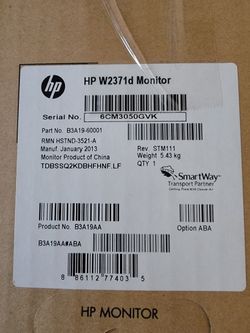 hp
HP W2371d Monitor
Serial No. 6CM3050GVK
Part No. B3A19-60001
RMN HSTND-3521-A
Manuf. January 2013
Monitor Product of China
TDBSSQ2KDBHFHNF.LF
Rev. STM111
Weight: 5.43 kg
QTY: 1
SmartWay
Transport Partner
Product No. B3A19AA
Option ABA
B3A19AA#ABA
8 86112 77403 5
HP MONITOR